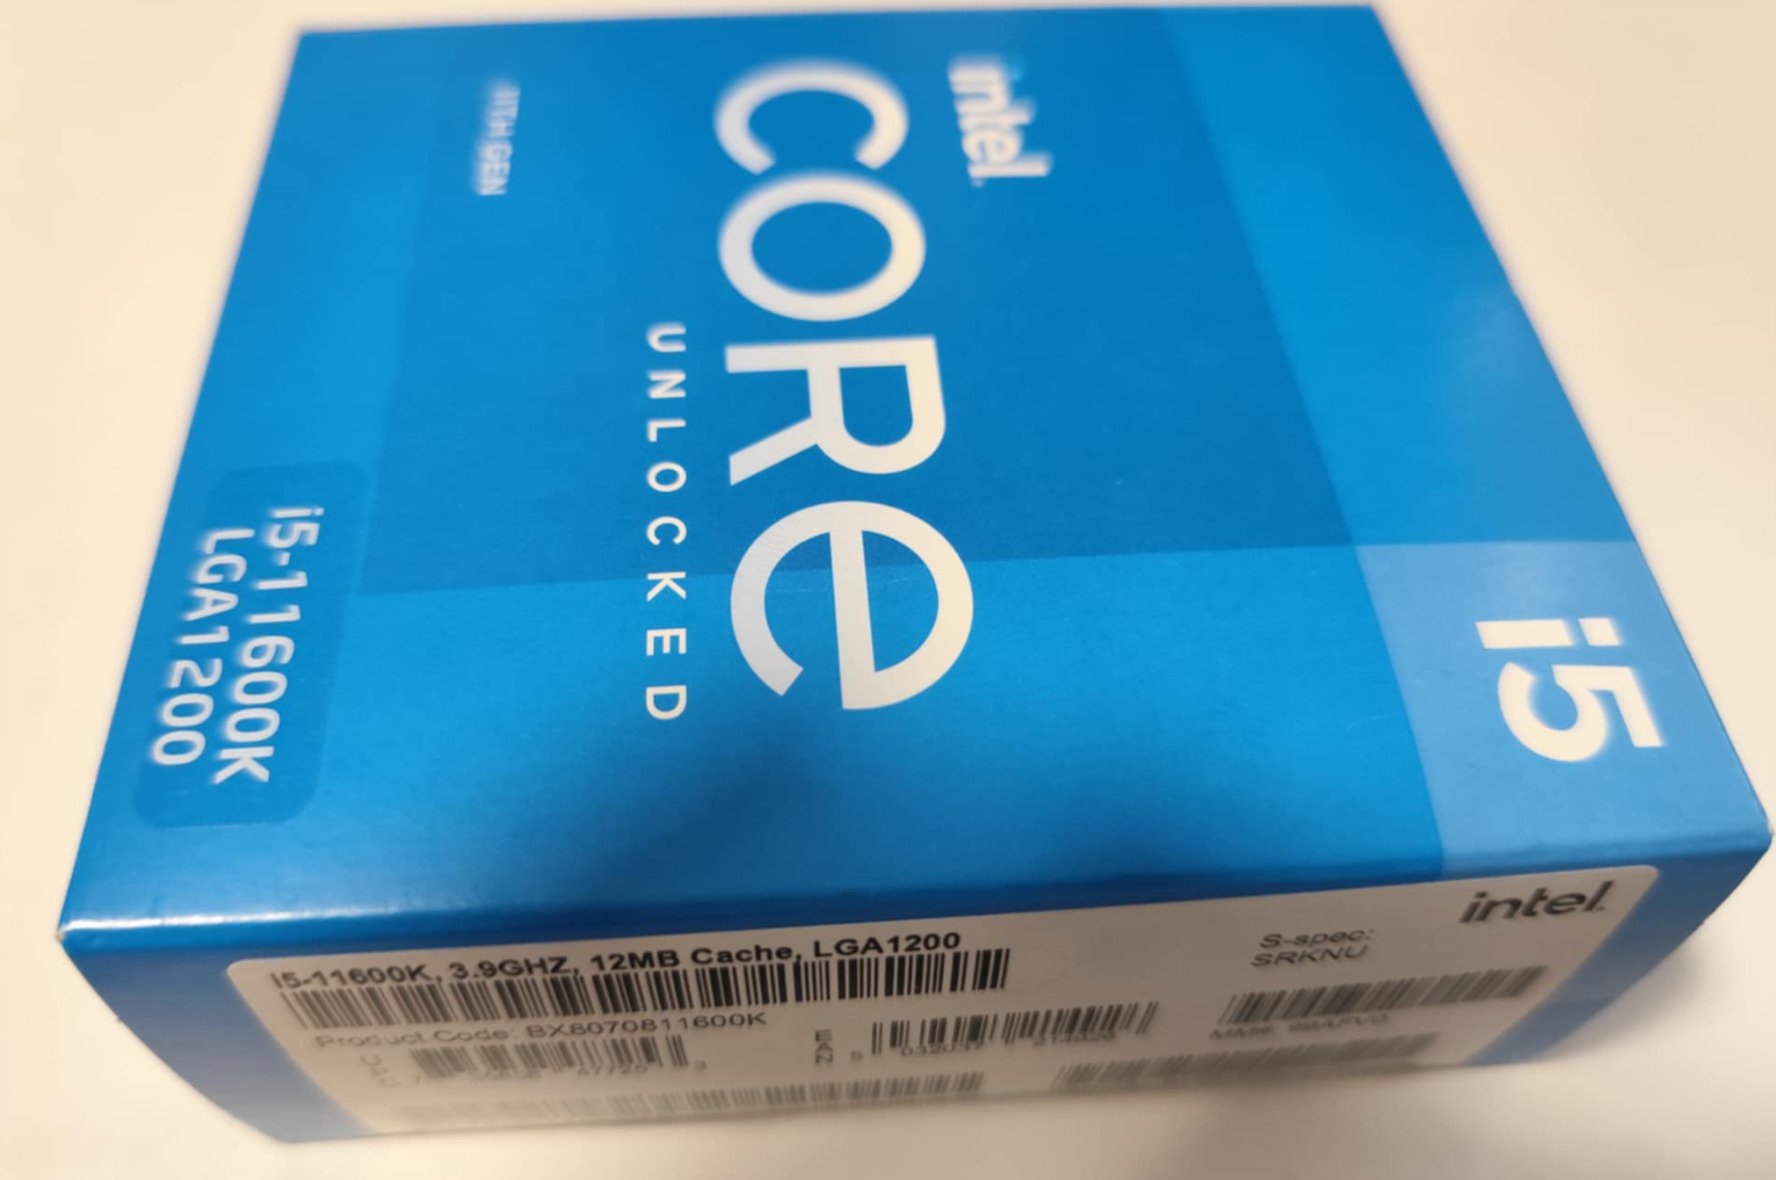 intel
CORe
UNLOCKED
11TH GEN
i5
i5-11600K
LGA1200
i5-11600K, 3.9GHZ, 12MB Cache, LGA1200
Product Code: BX8070811600K
EAN
intel
S-spec:
SRKNU